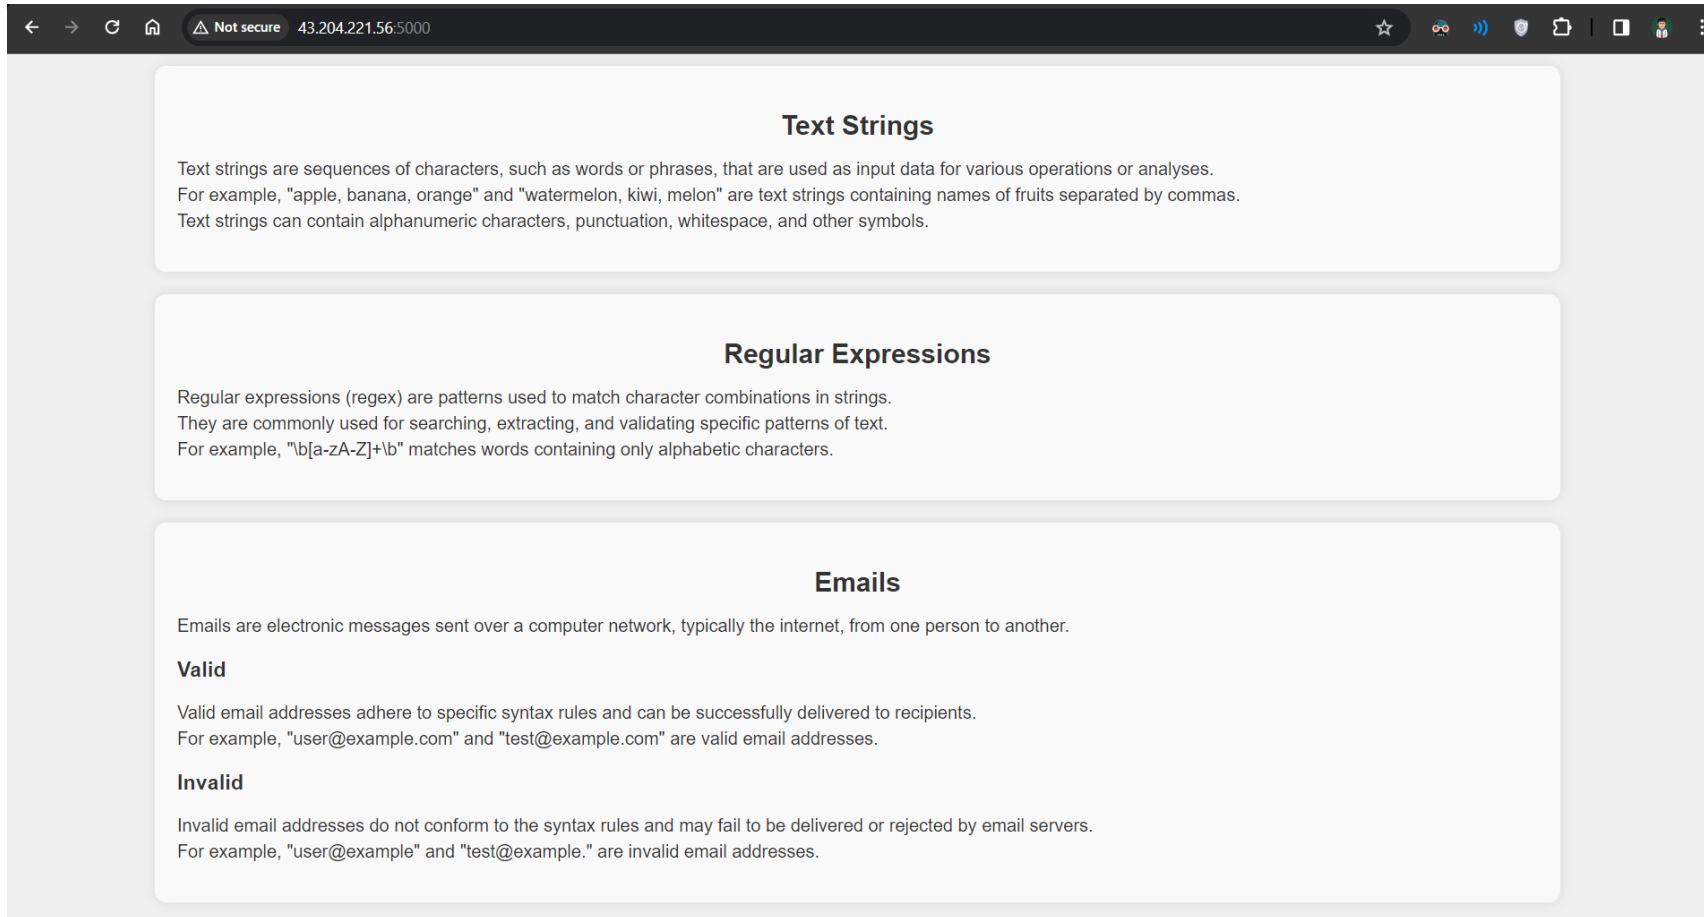 Not secure 43.204.221.56:5000
Text Strings
Text strings are sequences of characters, such as words or phrases, that are used as input data for various operations or analyses.
For example, "apple, banana, orange" and "watermelon, kiwi, melon" are text strings containing names of fruits separated by commas.
Text strings can contain alphanumeric characters, punctuation, whitespace, and other symbols.
Regular Expressions
Regular expressions (regex) are patterns used to match character combinations in strings.
They are commonly used for searching, extracting, and validating specific patterns of text.
For example, "\b[a-zA-Z]+\b" matches words containing only alphabetic characters.
Emails
Emails are electronic messages sent over a computer network, typically the internet, from one person to another.
Valid
Valid email addresses adhere to specific syntax rules and can be successfully delivered to recipients.
For example, "user@example.com" and "test@example.com" are valid email addresses.
Invalid
Invalid email addresses do not conform to the syntax rules and may fail to be delivered or rejected by email servers.
For example, "user@example" and "test@example." are invalid email addresses.